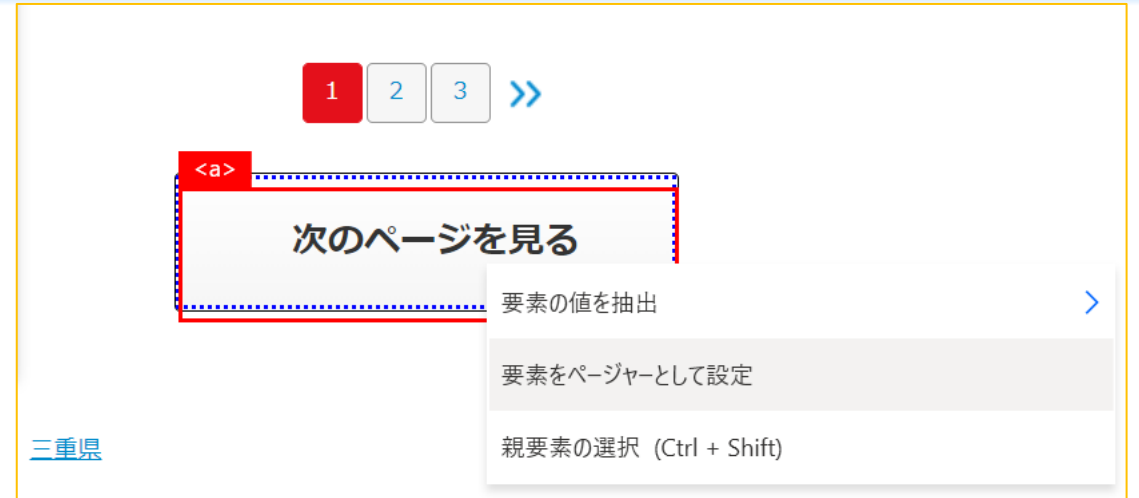 1 2 3 >>
<a>
次のページを見る
要素の値を抽出 >
要素をページャーとして設定
親要素の選択 (Ctrl + Shift)
三重県